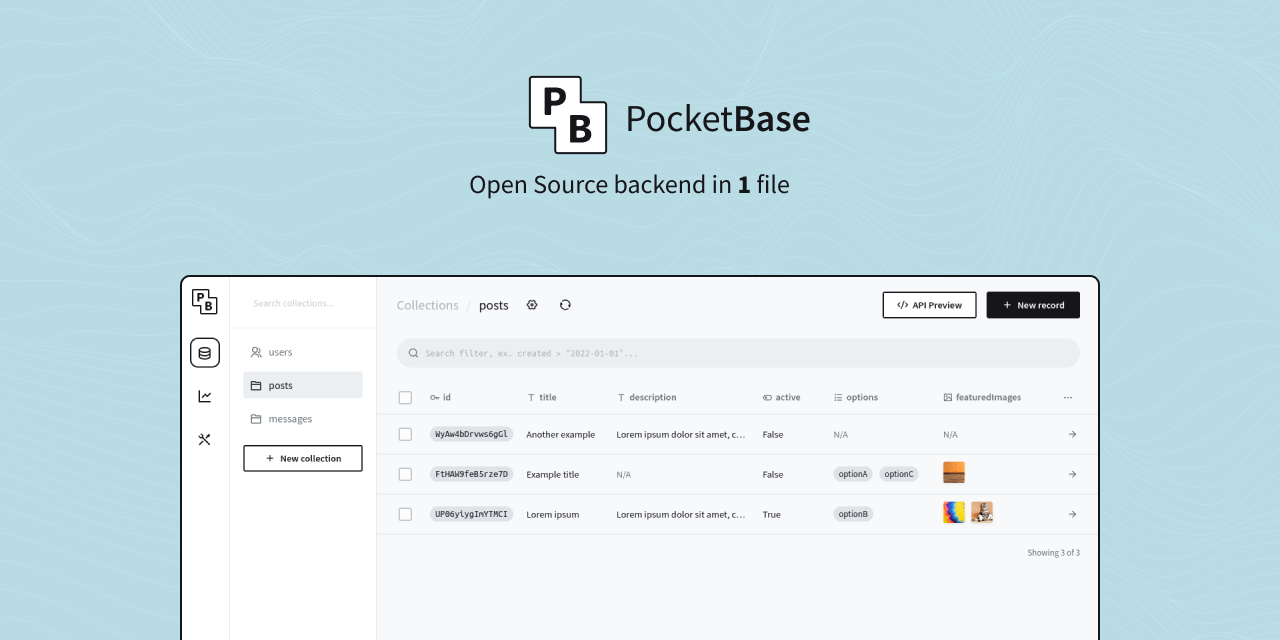 P
B
PocketBase
Open Source backend in 1 file
P
B
Search collections...
users
posts
messages
+ New collection
Collections / posts
</> API Preview
+ New record
Search filter, ex. created > "2022-01-01"...
id title description active options featuredImages ...
WyAw4bDrvws6gGl Another example Lorem ipsum dolor sit amet, c... False N/A N/A
FtHAW9feB5rze7D Example title N/A False optionA optionC
UP06yiygImYTMCI Lorem ipsum Lorem ipsum dolor sit amet, c... True optionB
Showing 3 of 3